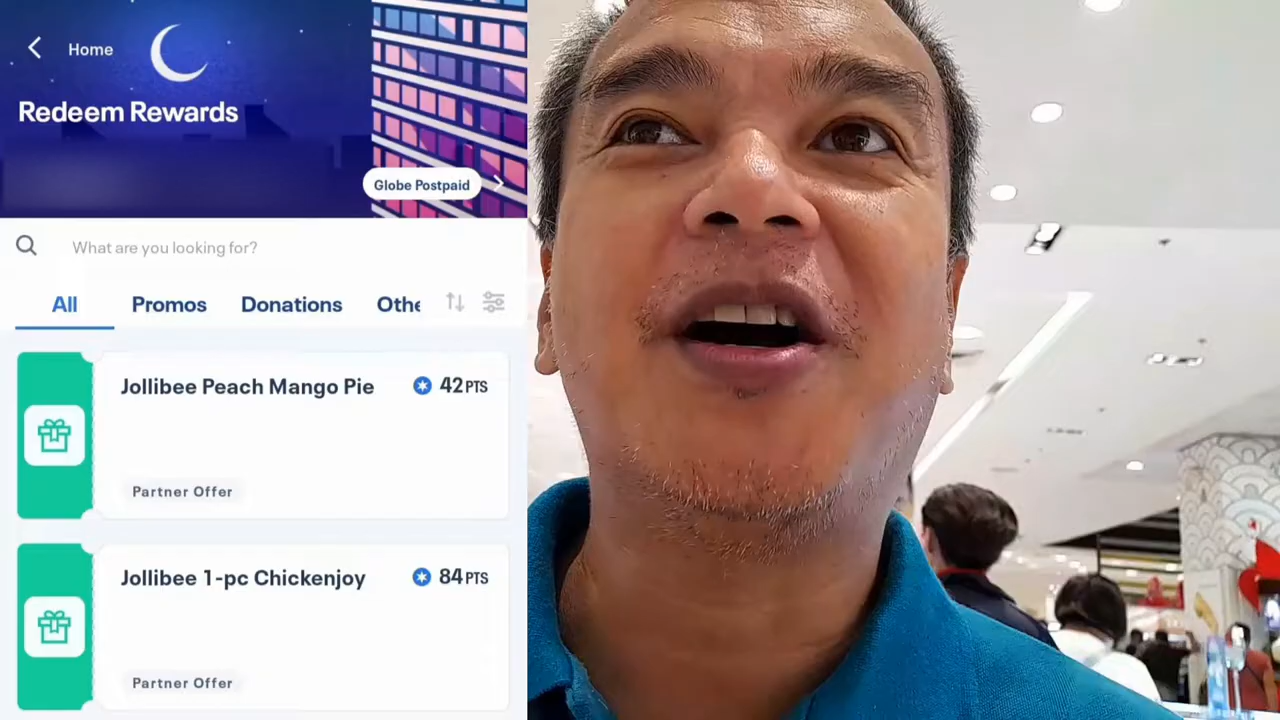 Home
Redeem Rewards
Globe Postpaid
What are you looking for?
All Promos Donations Othe
Jollibee Peach Mango Pie 42 PTS
Partner Offer
Jollibee 1-pc Chickenjoy 84 PTS
Partner Offer